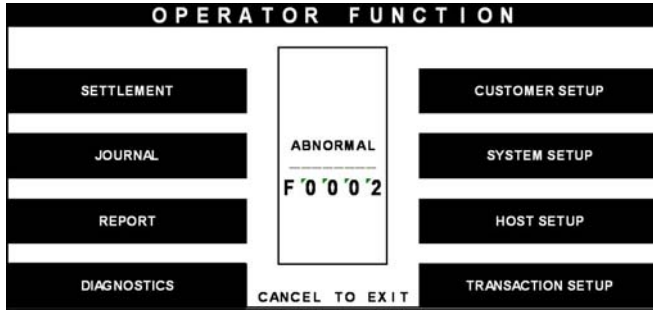 OPERATOR FUNCTION
SETTLEMENT
JOURNAL
REPORT
DIAGNOSTICS
ABNORMAL
F0002
CANCEL TO EXIT
CUSTOMER SETUP
SYSTEM SETUP
HOST SETUP
TRANSACTION SETUP